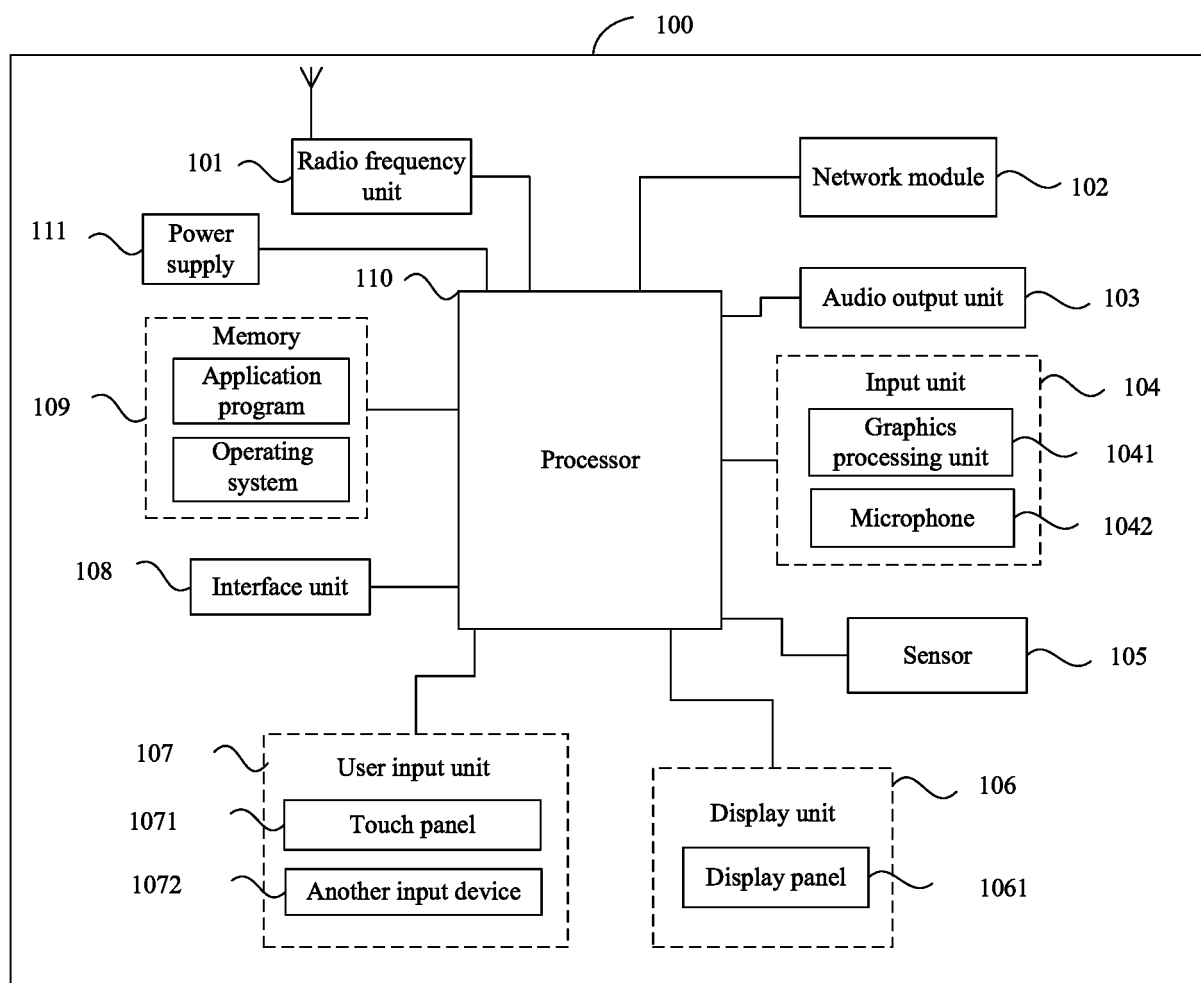 100
101
Radio frequency
unit
Network module
102
111
Power
supply
110
Audio output unit
103
Memory
Application
program
109
Operating
system
Processor
Input unit
104
Graphics
processing unit
1041
Microphone
1042
108
Interface unit
Sensor
105
107
User input unit
1071
Touch panel
1072
Another input device
106
Display unit
Display panel
1061